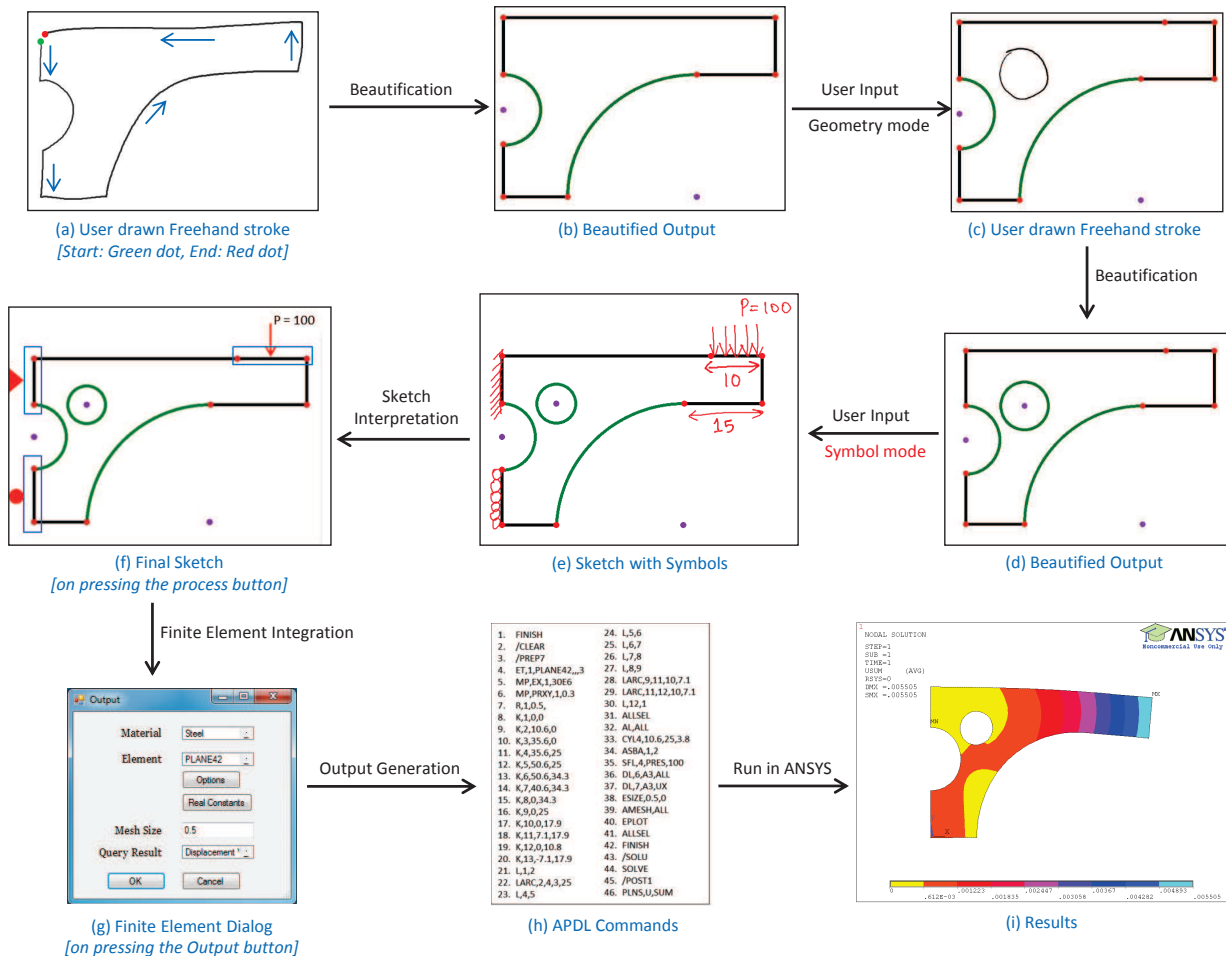 Beautification
User Input
Geometry mode
(a) User drawn Freehand stroke
[Start: Green dot, End: Red dot]
(b) Beautified Output
(c) User drawn Freehand stroke
Beautification
P = 100
Sketch
Interpretation
P=100
10
15
User Input
Symbol mode
(f) Final Sketch
[on pressing the process button]
(e) Sketch with Symbols
(d) Beautified Output
Finite Element Integration
Output
Material
Steel
Element
PLANE42
Options
Real Constants
Mesh Size
0.5
Query Result
Displacement
OK
Cancel
(g) Finite Element Dialog
[on pressing the Output button]
Output Generation
1. FINISH
2. /CLEAR
3. /PREP7
4. ET,1,PLANE42,,,3
5. MP,EX,1,30E6
6. MP,PRXY,1,0.3
7. R,1,0.5,
8. K,1,0,0
9. K,2,10.6,0
10. K,3,35.6,0
11. K,4,35.6,25
12. K,5,50.6,25
13. K,6,50.6,34.3
14. K,7,40.6,34.3
15. K,8,0,34.3
16. K,9,0,25
17. K,10,0,17.9
18. K,11,7.1,17.9
19. K,12,0,10.8
20. K,13,-7.1,17.9
21. L,1,2
22. LARC,2,4,3,25
23. L,4,5
24. L,5,6
25. L,6,7
26. L,7,8
27. L,8,9
28. LARC,9,11,10,7.1
29. LARC,11,12,10,7.1
30. L,12,1
31. ALLSEL
32. AL,ALL
33. CYL4,10.6,25,3.8
34. ASBA,1,2
35. SFL,4,PRES,100
36. DL,6,A3,ALL
37. DL,7,A3,UX
38. ESIZE,0.5,0
39. AMESH,ALL
40. EPLOT
41. ALLSEL
42. FINISH
43. /SOLU
44. SOLVE
45. /POST1
46. PLNS,U,SUM
(h) APDL Commands
Run in ANSYS
1
NODAL SOLUTION
STEP=1
SUB =1
TIME=1
USUM (AVG)
RSYS=0
DMX =.005505
SMX =.005505
ANSYS
Noncommercial Use Only
MN
MX
X
0
.612E-03
.001223
.001835
.002447
.003058
.00367
.004282
.004893
.005505
(i) Results